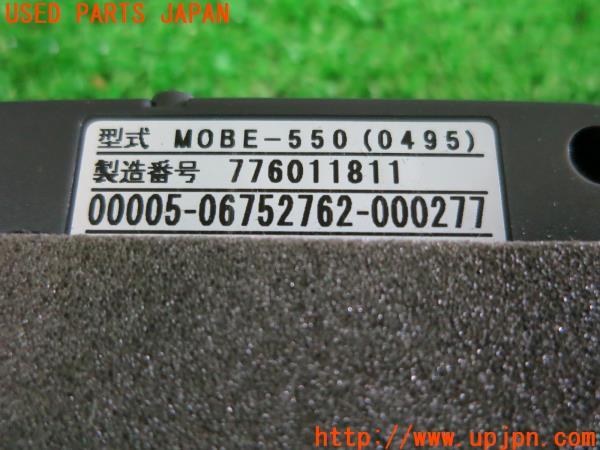 USED PARTS JAPAN
型式 MOBE-550(0495)
製造番号 776011811
00005-06752762-000277
http://www.upjpn.com